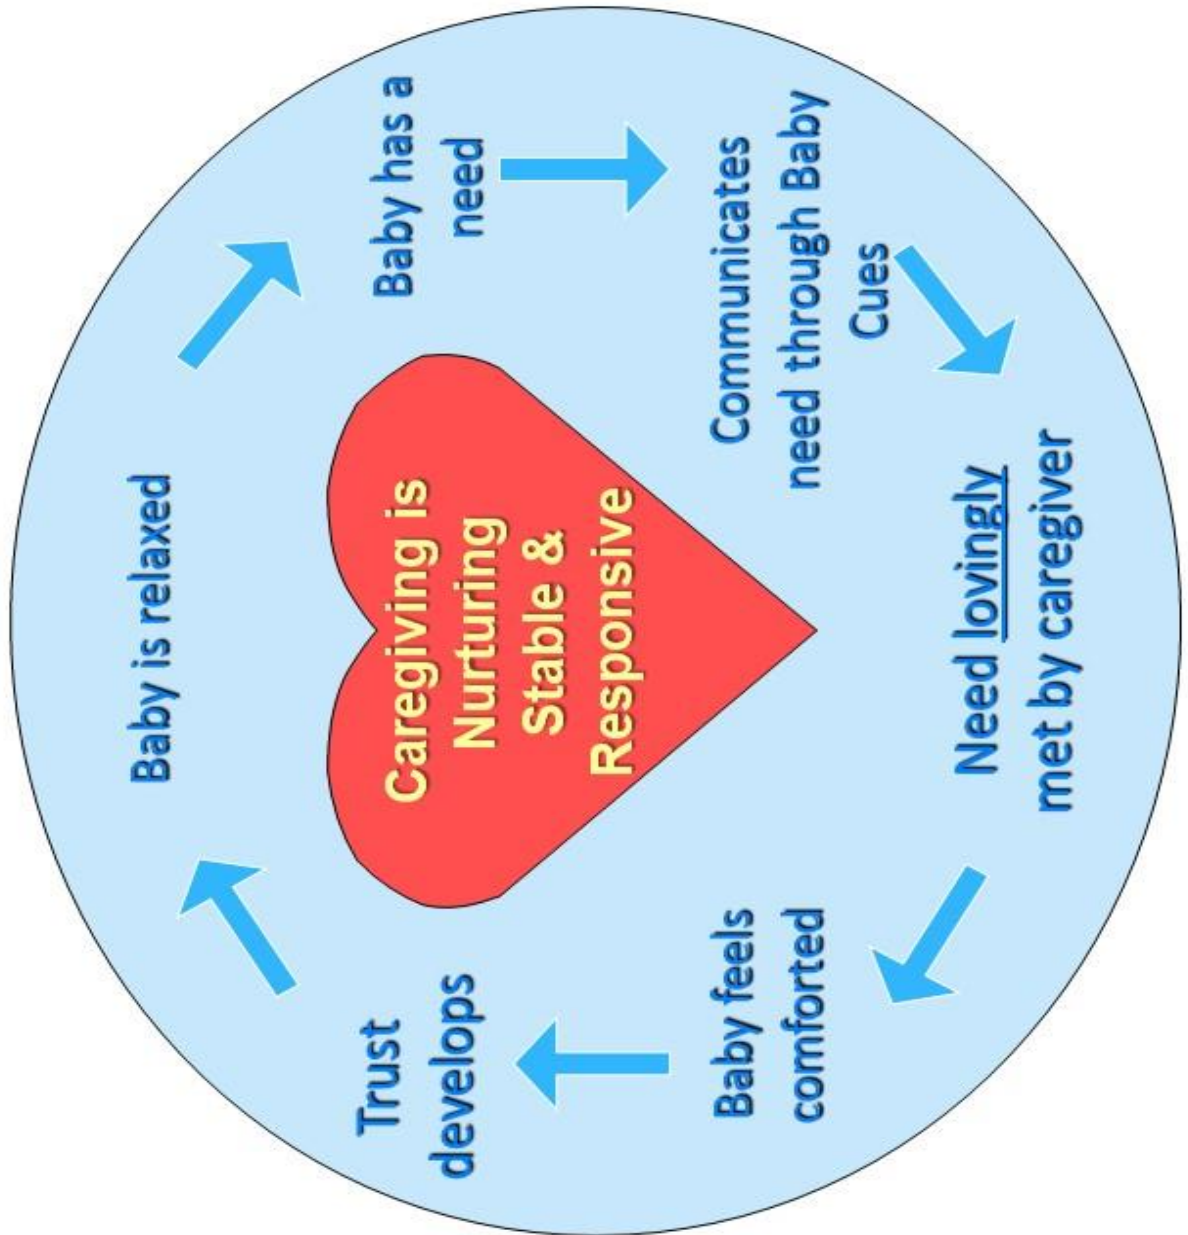 Baby has a
need
Communicates
need through Baby
Cues
Need lovingly
met by caregiver
Baby feels
comforted
Trust
develops
Baby is relaxed
Caregiving is
Nurturing
Stable &
Responsive